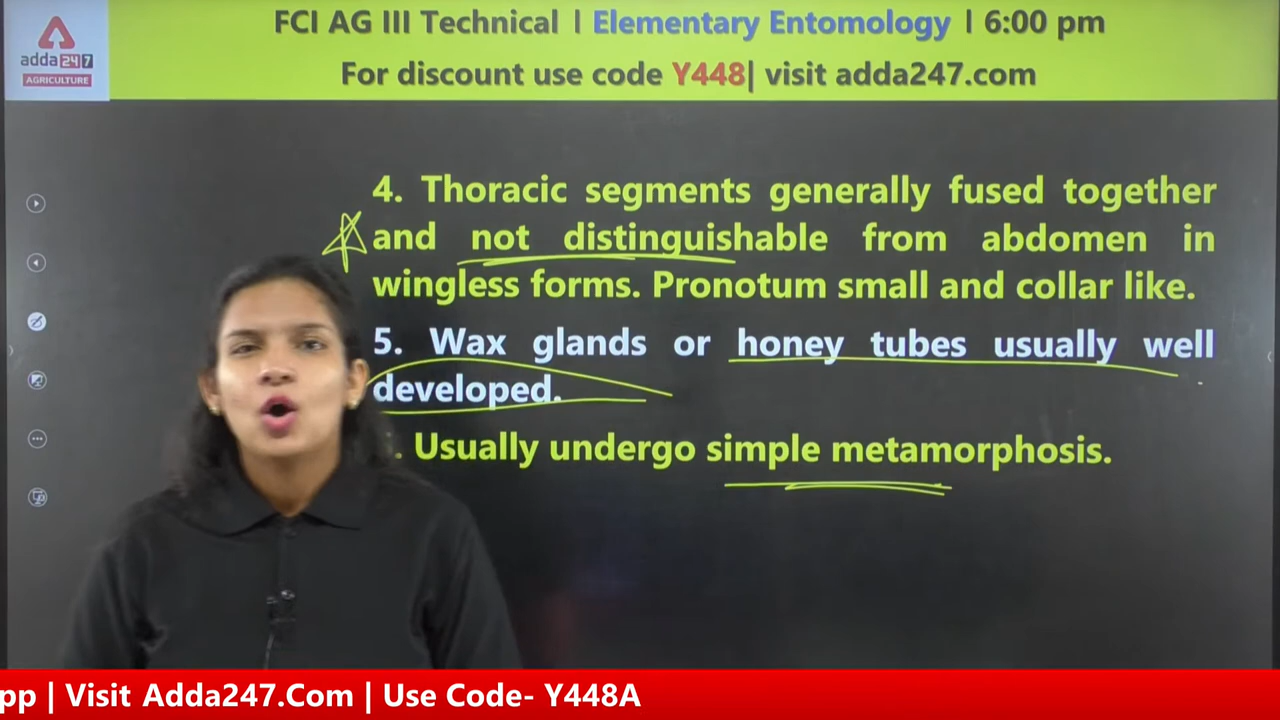 FCI AG III Technical I Elementary Entomology I 6:00 pm
For discount use code Y448| visit adda247.com
adda247
AGRICULTURE
4. Thoracic segments generally fused together
and not distinguishable from abdomen in
wingless forms. Pronotum small and collar like.
5. Wax glands or honey tubes usually well
developed.
. Usually undergo simple metamorphosis.
pp | Visit Adda247.Com | Use Code- Y448A